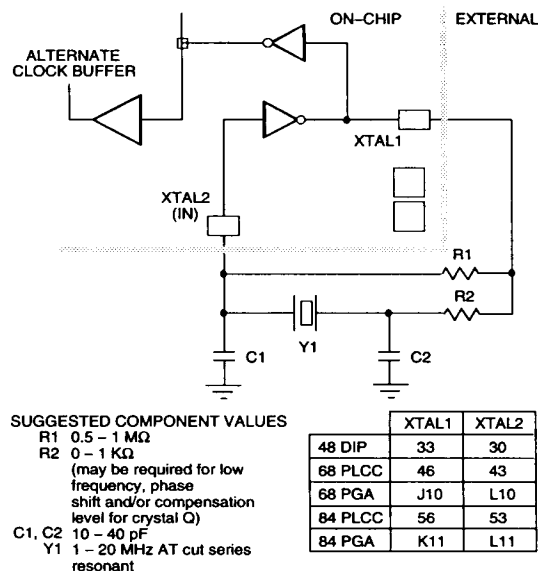 ON–CHIP
EXTERNAL
ALTERNATE
CLOCK BUFFER
XTAL1
XTAL2
(IN)
R1
R2
Y1
C1
C2
SUGGESTED COMPONENT VALUES
R1 0.5 – 1 MΩ
R2 0 – 1 KΩ
(may be required for low
frequency, phase
shift and/or compensation
level for crystal Q)
C1, C2 10 – 40 pF
Y1 1 – 20 MHz AT cut series
resonant
XTAL1 XTAL2
48 DIP 33 30
68 PLCC 46 43
68 PGA J10 L10
84 PLCC 56 53
84 PGA K11 L11